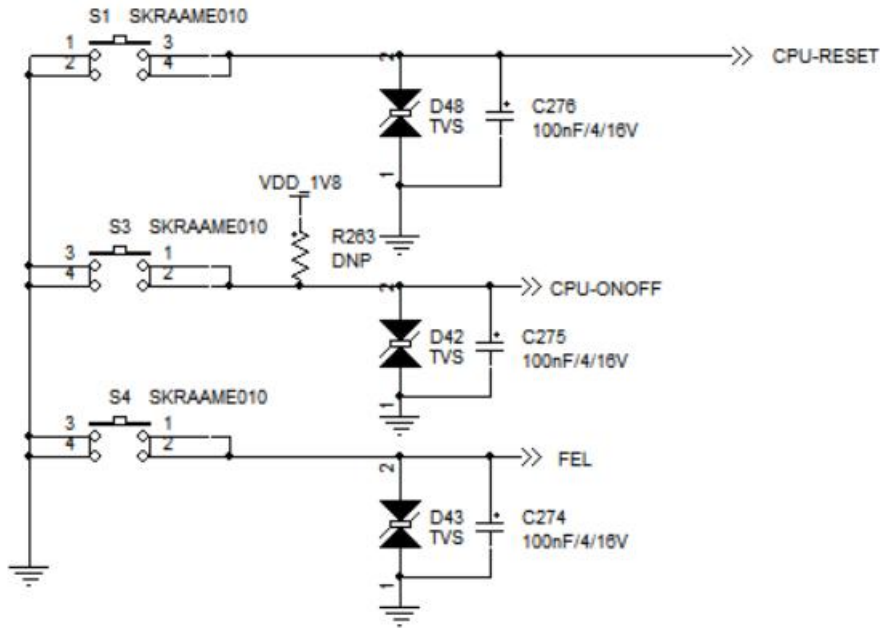 S1 SKRAAME010
1 3
2 4
2
CPU-RESET
D48
TVS
C276
100nF/4/16V
1
VDD_1V8
S3 SKRAAME010
R263
DNP
3 1
4 2
2
CPU-ONOFF
D42
TVS
C275
100nF/4/16V
1
S4 SKRAAME010
3 1
4 2
2
FEL
D43
TVS
C274
100nF/4/16V
1